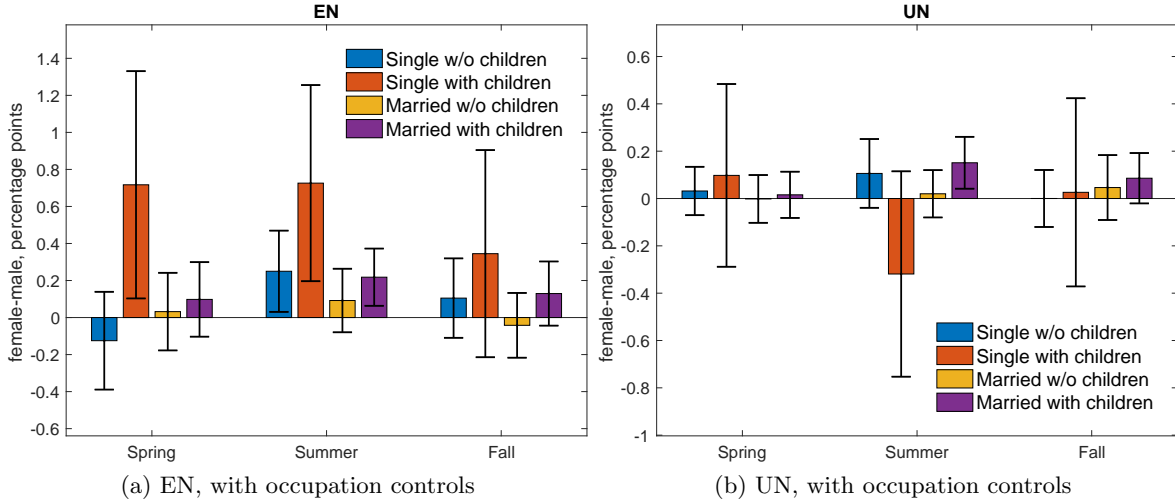 EN
female-male, percentage points
1.4
1.2
1
0.8
0.6
0.4
0.2
0
-0.2
-0.4
-0.6
Single w/o children
Single with children
Married w/o children
Married with children
Spring Summer Fall
(a) EN, with occupation controls
UN
female-male, percentage points
0.6
0.4
0.2
0
-0.2
-0.4
-0.6
-0.8
-1
Single w/o children
Single with children
Married w/o children
Married with children
Spring Summer Fall
(b) UN, with occupation controls